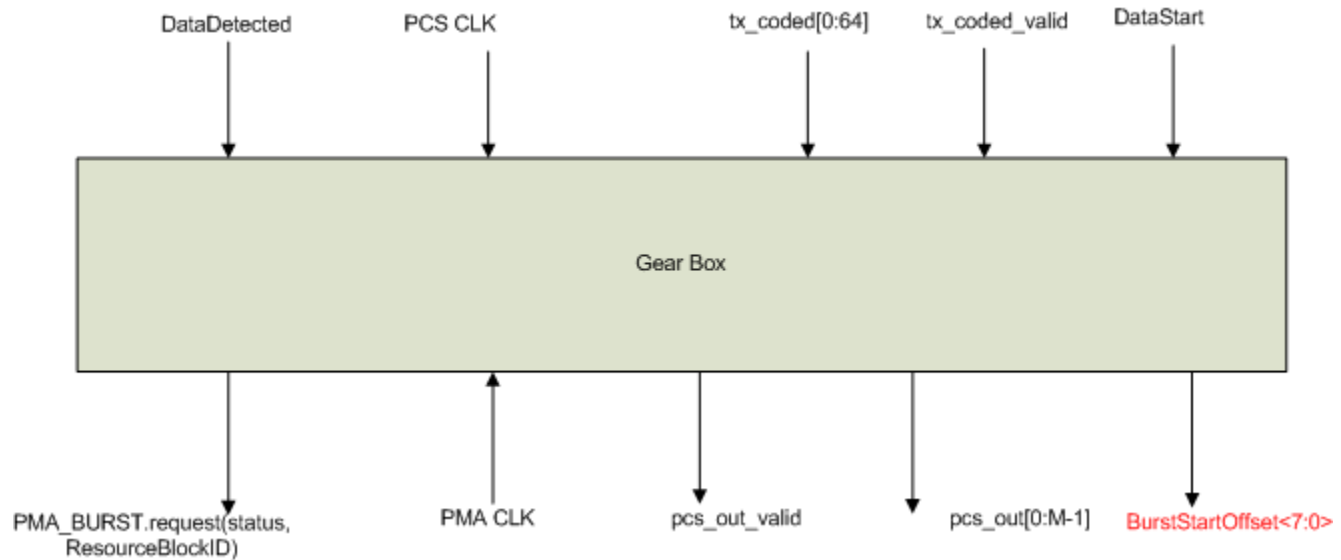 DataDetected
PCS CLK
tx_coded[0:64]
tx_coded_valid
DataStart
Gear Box
PMA_BURST.request(status,
ResourceBlockID)
PMA CLK
pcs_out_valid
pcs_out[0:M-1]
BurstStartOffset<7:0>